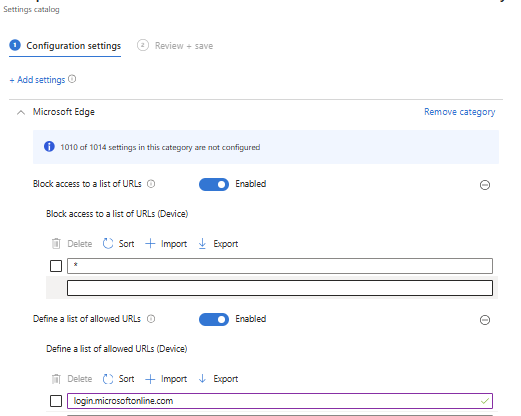 Settings catalog
1 Configuration settings 2 Review + save
+ Add settings
Microsoft Edge Remove category
1010 of 1014 settings in this category are not configured
Block access to a list of URLs Enabled
Block access to a list of URLs (Device)
Delete Sort Import Export
*
Define a list of allowed URLs Enabled
Define a list of allowed URLs (Device)
Delete Sort Import Export
login.microsoftonline.com